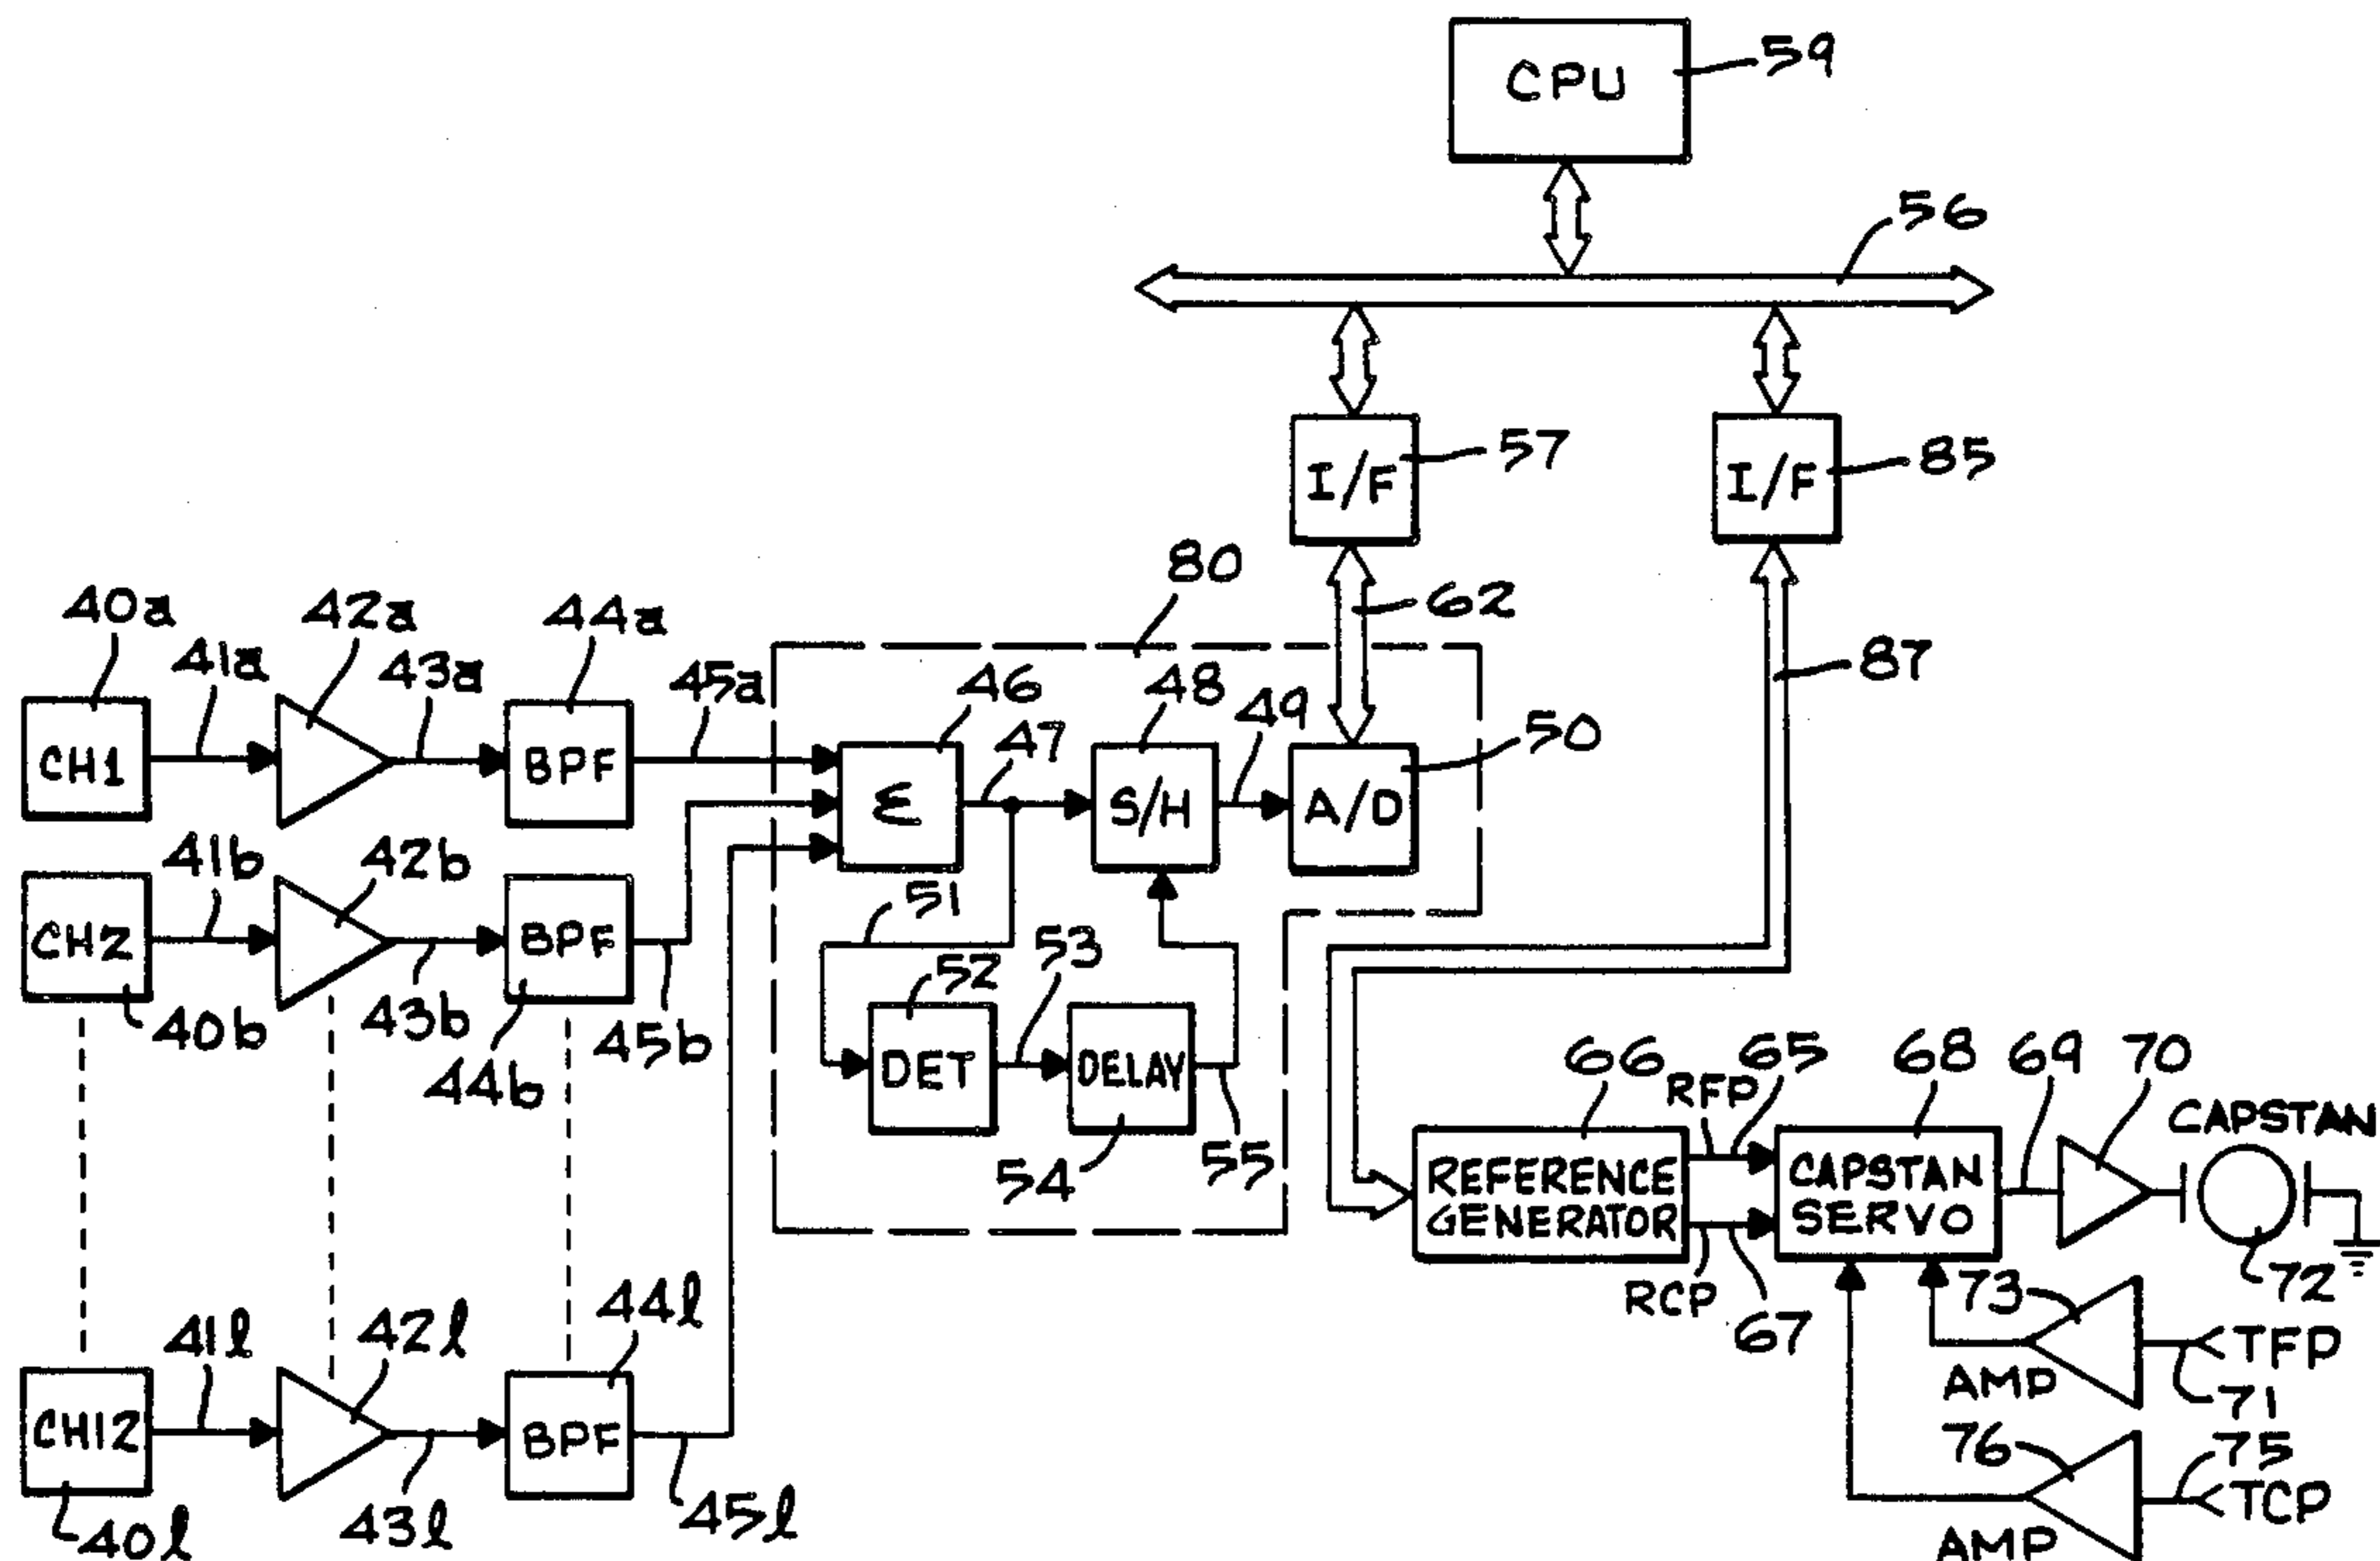 CPU
59
56
I/F
57
I/F
85
80
62
87
40a
41a
42a
43a
44a
45a
46
47
48
49
50
CH1
BPF
Σ
S/H
A/D
41b
42b
51
CH2
BPF
40b
43b
44b
45b
52
53
DET
DELAY
54
55
66
RFP
65
68
69
70
CAPSTAN
REFERENCE
GENERATOR
CAPSTAN
SERVO
RCP
67
72
73
TFP
AMP
71
41l
42l
44l
CH12
BPF
40l
43l
45l
76
75
TCP
AMP